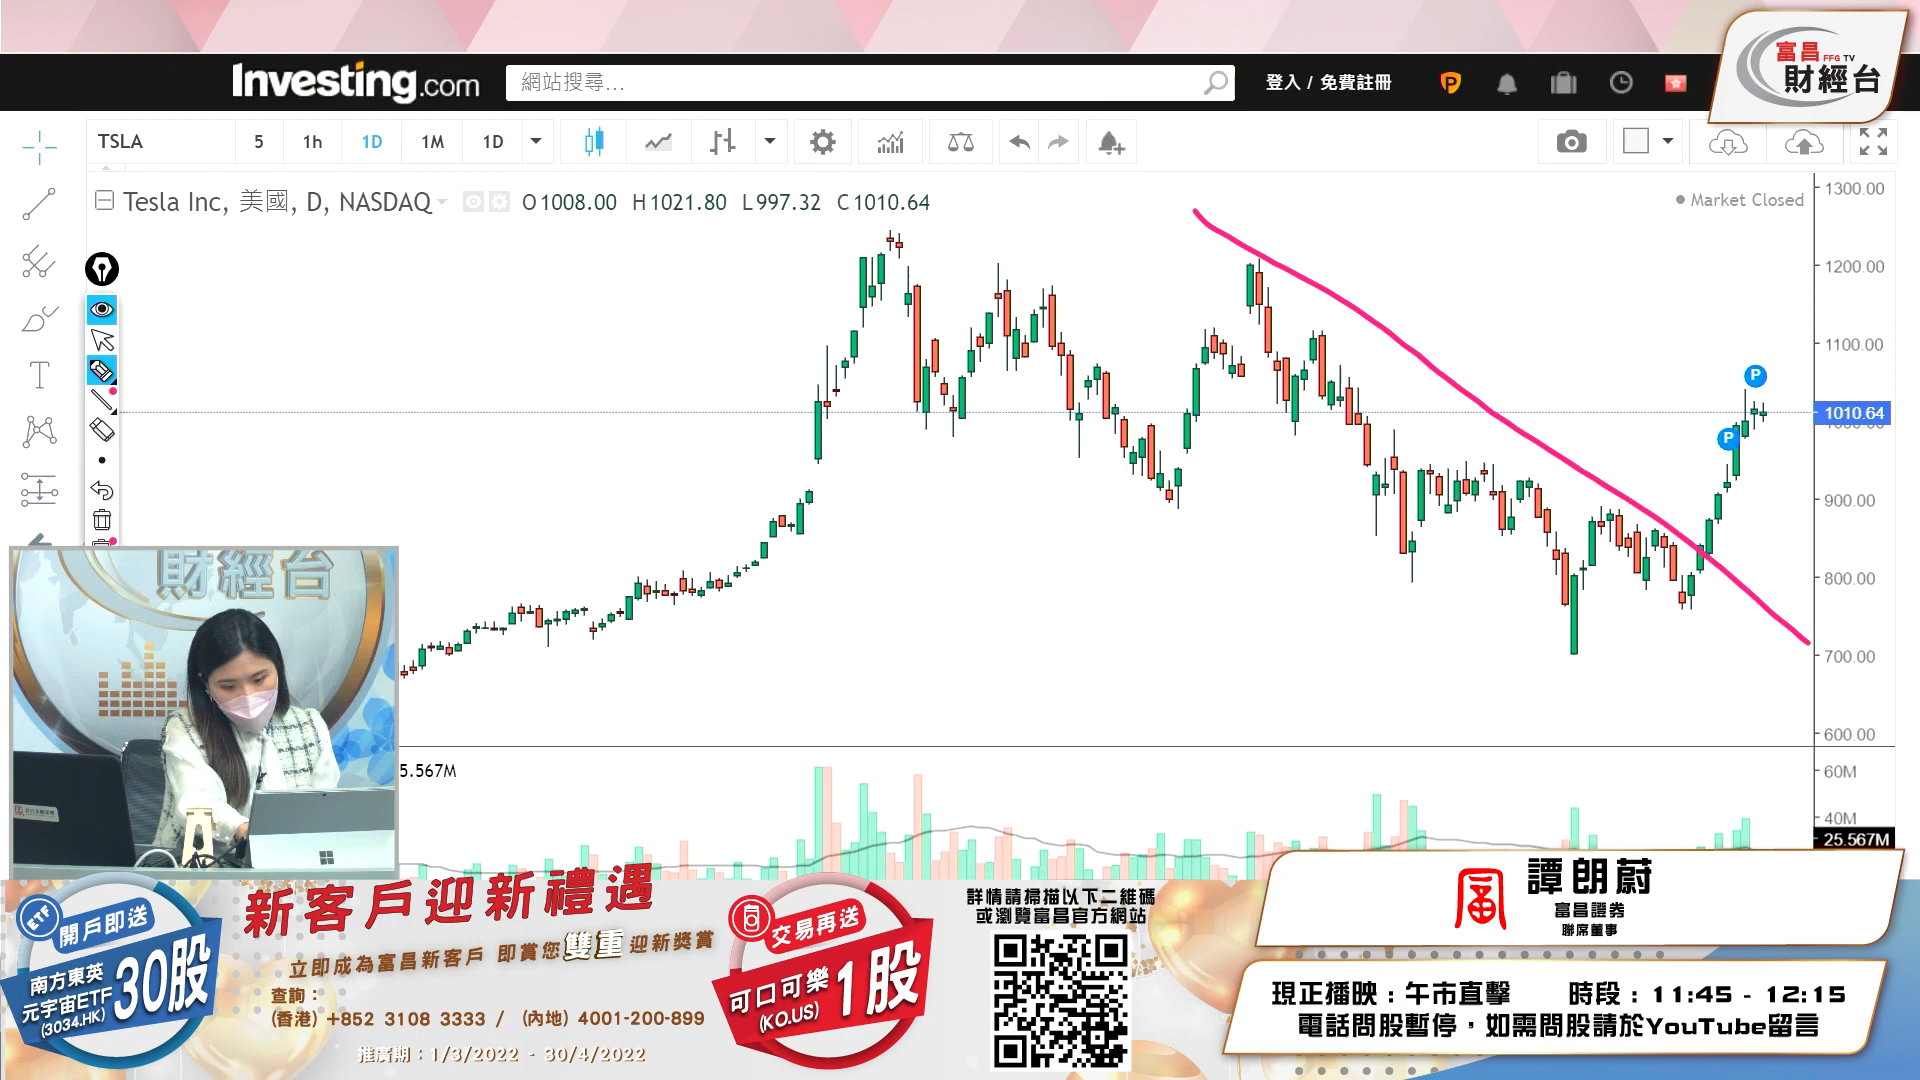 Investing.com
網站搜尋...
登入 / 免費註冊
P
富昌 FFG TV
財經台
TSLA
5
1h
1D
1M
1D
Tesla Inc, 美國, D, NASDAQ
O 1008.00 H 1021.80 L 997.32 C 1010.64
Market Closed
1300.00
1200.00
1100.00
P
1010.64
P
900.00
800.00
700.00
600.00
財經台
5.567M
60M
40M
25.567M
ETF
開戶即送
南方東英
元宇宙ETF
(3034.HK)
30股
新客戶迎新禮遇
立即成為富昌新客戶 即賞您雙重迎新獎賞
查詢：
(香港) +852 3108 3333 / (內地) 4001-200-899
推廣期：1/3/2022 - 30/4/2022
交易再送
可口可樂
(KO.US)
1股
詳情請掃描以下二維碼
或瀏覽富昌官方網站
譚朗蔚
富昌證券
聯席董事
現正播映：午市直擊 時段：11:45 - 12:15
電話問股暫停，如需問股請於YouTube留言